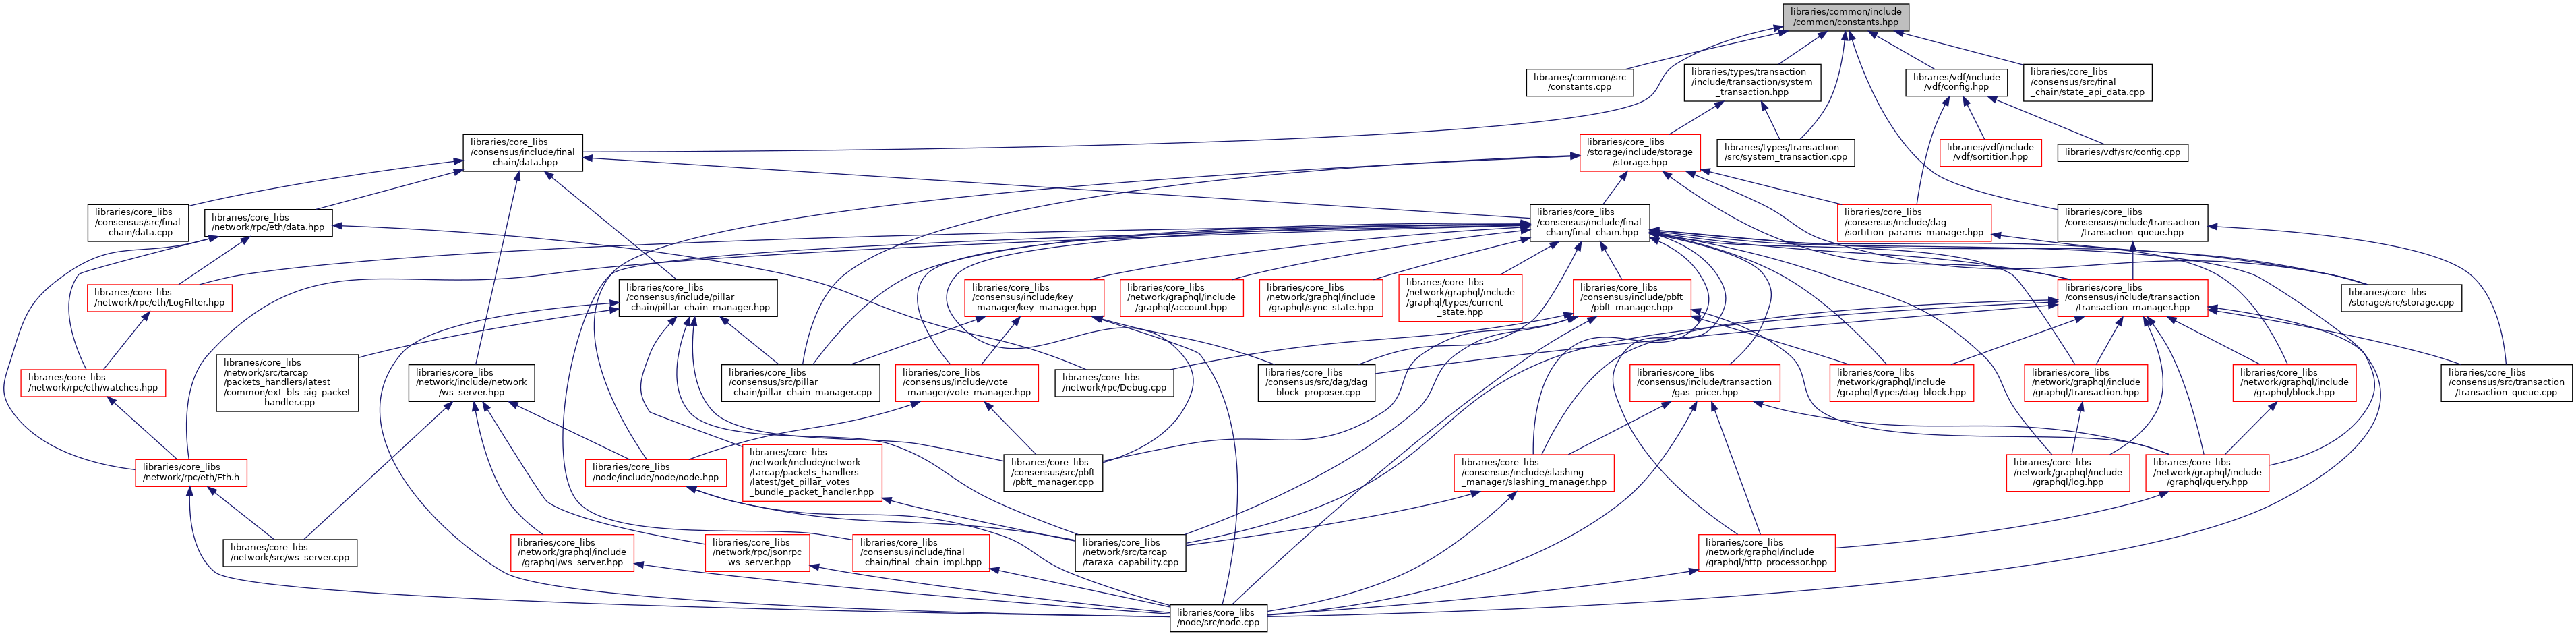 libraries/common/include
/common/constants.hpp
libraries/common/src
/constants.cpp
libraries/types/transaction
/include/transaction/system
_transaction.hpp
libraries/vdf/include
/vdf/config.hpp
libraries/core_libs
/consensus/src/final
_chain/state_api_data.cpp
libraries/core_libs
/consensus/include/final
_chain/data.hpp
libraries/core_libs
/storage/include/storage
/storage.hpp
libraries/types/transaction
/src/system_transaction.cpp
libraries/vdf/include
/vdf/sortition.hpp
libraries/vdf/src/config.cpp
libraries/core_libs
/consensus/src/final
_chain/data.cpp
libraries/core_libs
/network/rpc/eth/data.hpp
libraries/core_libs
/consensus/include/final
_chain/final_chain.hpp
libraries/core_libs
/consensus/include/dag
/sortition_params_manager.hpp
libraries/core_libs
/consensus/include/transaction
/transaction_queue.hpp
libraries/core_libs
/network/rpc/eth/LogFilter.hpp
libraries/core_libs
/consensus/include/pillar
_chain/pillar_chain_manager.hpp
libraries/core_libs
/consensus/include/key
_manager/key_manager.hpp
libraries/core_libs
/network/graphql/include
/graphql/account.hpp
libraries/core_libs
/network/graphql/include
/graphql/sync_state.hpp
libraries/core_libs
/network/graphql/include
/graphql/types/current
_state.hpp
libraries/core_libs
/consensus/include/pbft
/pbft_manager.hpp
libraries/core_libs
/consensus/include/transaction
/transaction_manager.hpp
libraries/core_libs
/storage/src/storage.cpp
libraries/core_libs
/network/rpc/eth/watches.hpp
libraries/core_libs
/network/src/tarcap
/packets_handlers/latest
/common/ext_bls_sig_packet
_handler.cpp
libraries/core_libs
/network/include/network
/ws_server.hpp
libraries/core_libs
/consensus/src/pillar
_chain/pillar_chain_manager.cpp
libraries/core_libs
/consensus/include/vote
_manager/vote_manager.hpp
libraries/core_libs
/network/rpc/Debug.cpp
libraries/core_libs
/consensus/src/dag/dag
_block_proposer.cpp
libraries/core_libs
/consensus/include/transaction
/gas_pricer.hpp
libraries/core_libs
/network/graphql/include
/graphql/types/dag_block.hpp
libraries/core_libs
/network/graphql/include
/graphql/transaction.hpp
libraries/core_libs
/network/graphql/include
/graphql/block.hpp
libraries/core_libs
/consensus/src/transaction
/transaction_queue.cpp
libraries/core_libs
/network/rpc/eth/Eth.h
libraries/core_libs
/node/include/node/node.hpp
libraries/core_libs
/network/include/network
/tarcap/packets_handlers
/latest/get_pillar_votes
_bundle_packet_handler.hpp
libraries/core_libs
/consensus/src/pbft
/pbft_manager.cpp
libraries/core_libs
/consensus/include/slashing
_manager/slashing_manager.hpp
libraries/core_libs
/network/graphql/include
/graphql/log.hpp
libraries/core_libs
/network/graphql/include
/graphql/query.hpp
libraries/core_libs
/network/src/ws_server.cpp
libraries/core_libs
/network/graphql/include
/graphql/ws_server.hpp
libraries/core_libs
/network/rpc/jsonrpc
_ws_server.hpp
libraries/core_libs
/consensus/include/final
_chain/final_chain_impl.hpp
libraries/core_libs
/network/src/tarcap
/taraxa_capability.cpp
libraries/core_libs
/network/graphql/include
/graphql/http_processor.hpp
libraries/core_libs
/node/src/node.cpp